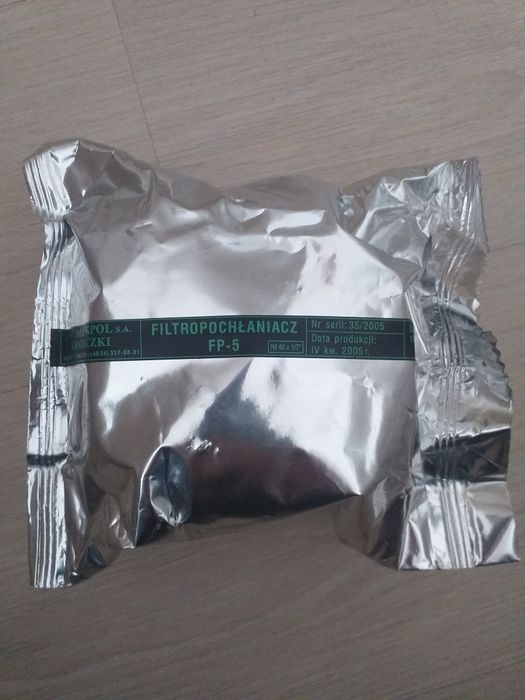 S.A.
FILTROPOCHŁANIACZ
FP-5
Rd 40 x 1/7"
Nr serii: 35/2005
Data produkcji:
IV kw. 2005 r.